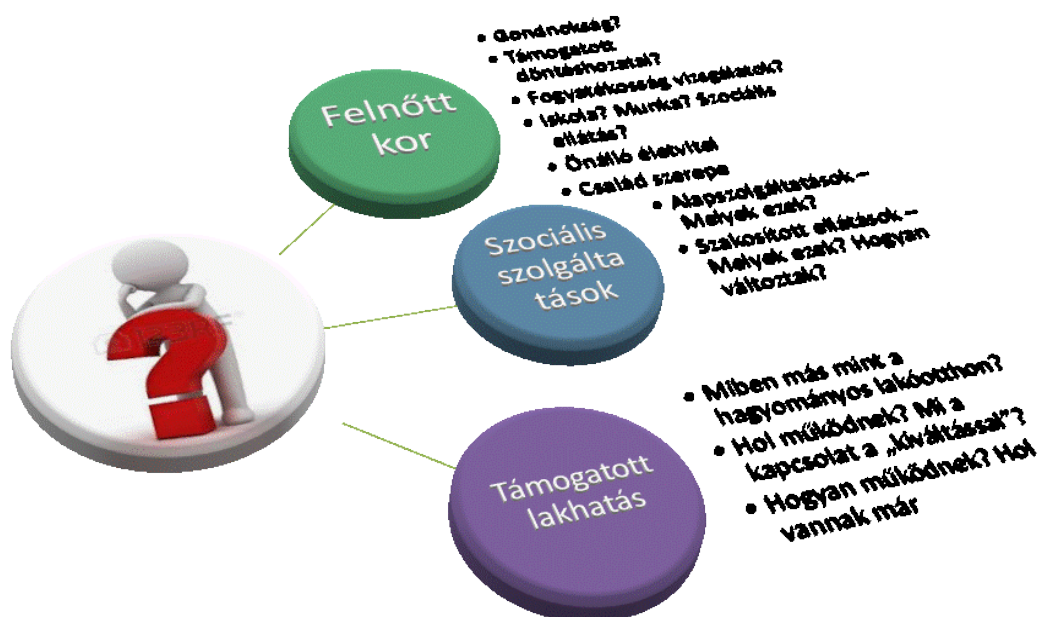 Felnőtt
kor
• Gondnokság?
• Támogatott
döntéshozatal?
• Fogyatékosság vizsgálatok?
• Iskola? Munka? Szociális
ellátás?
• Önálló életvitel
• Család szerepe
Szociális
szolgálta
tások
• Alapszolgáltatások –
Melyek ezek?
• Szakosított ellátások –
Melyek ezek? Hogyan
változtak?
Támogatott
lakhatás
• Miben más mint a
hagyományos lakóotthon?
• Hol működnek? Mi a
kapcsolat a „kiváltással”?
• Hogyan működnek? Hol
vannak már